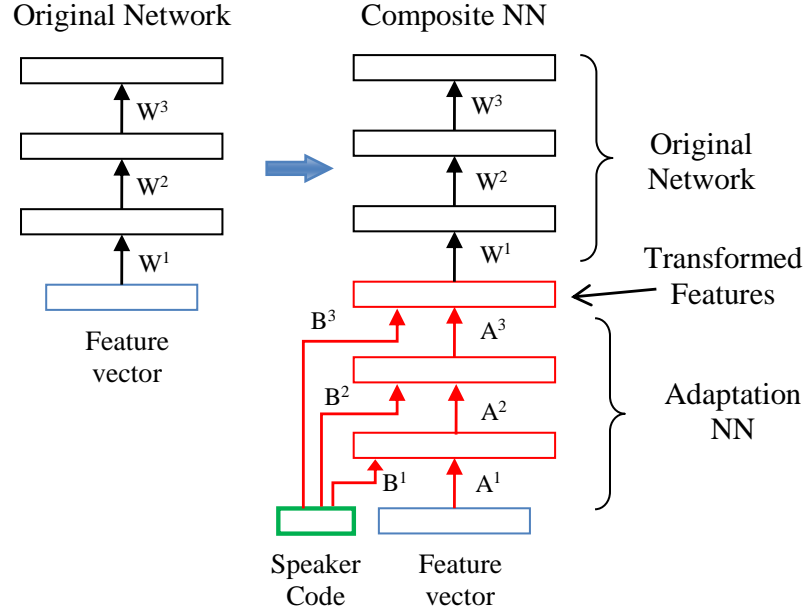 Original Network
W³
W²
W¹
Feature
vector
Composite NN
W³
W²
W¹
Original
Network
Transformed
Features
B³
A³
B²
A²
B¹
A¹
Adaptation
NN
Speaker
Code
Feature
vector